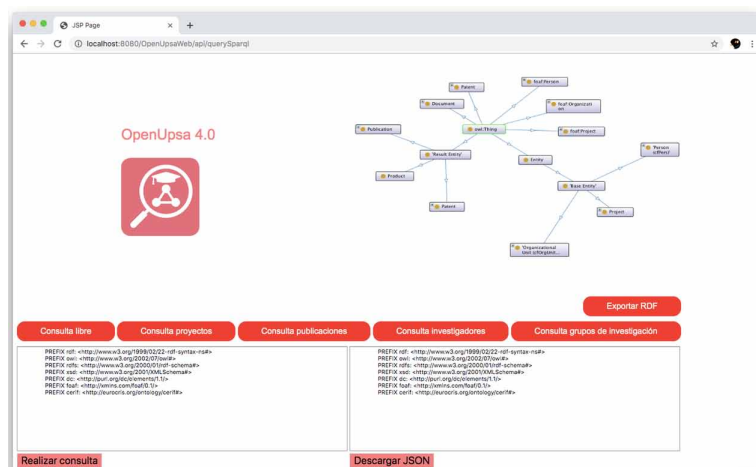 JSP Page
localhost:8080/OpenUpsaWeb/api/querySparql
OpenUpsa 4.0
Patent
foaf:Person
Document
foaf:Organizati
on
Publication
owl:Thing
foaf:Project
'Result Entity'
Entity
'Person
Product
'Base Entity'
Patent
Project
'Organizational
Exportar RDF
Consulta libre
Consulta proyectos
Consulta publicaciones
Consulta investigadores
Consulta grupos de investigación
PREFIX rdf: <http://www.w3.org/1999/02/22-rdf-syntax-ns#>
PREFIX owl: <http://www.w3.org/2002/07/owl#>
PREFIX rdfs: <http://www.w3.org/2000/01/rdf-schema#>
PREFIX xsd: <http://www.w3.org/2001/XMLSchema#>
PREFIX dc: <http://purl.org/dc/elements/1.1/>
PREFIX foaf: <http://xmlns.com/foaf/0.1/>
PREFIX cerif: <http://eurocris.org/ontology/cerif#>
PREFIX rdf: <http://www.w3.org/1999/02/22-rdf-syntax-ns#>
PREFIX owl: <http://www.w3.org/2002/07/owl#>
PREFIX rdfs: <http://www.w3.org/2000/01/rdf-schema#>
PREFIX xsd: <http://www.w3.org/2001/XMLSchema#>
PREFIX dc: <http://purl.org/dc/elements/1.1/>
PREFIX foaf: <http://xmlns.com/foaf/0.1/>
PREFIX cerif: <http://eurocris.org/ontology/cerif#>
Realizar consulta
Descargar JSON